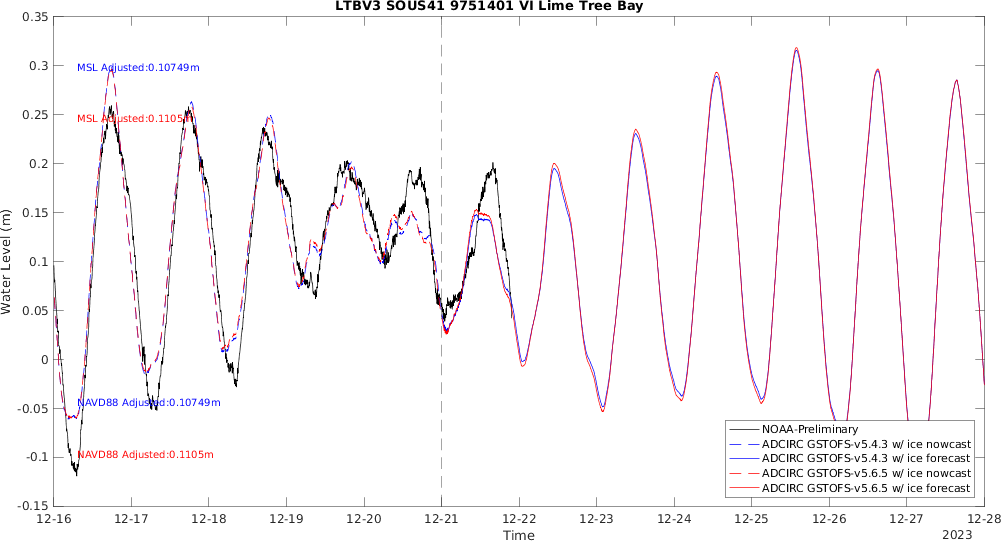 LTBV3 SOUS41 9751401 VI Lime Tree Bay
0.35
0.3
0.25
0.2
0.15
0.1
0.05
0
-0.05
-0.1
-0.15
Water Level (m)
MSL Adjusted:0.10749m
MSL Adjusted:0.1105m
NAVD88 Adjusted:0.10749m
NAVD88 Adjusted:0.1105m
NOAA-Preliminary
ADCIRC GSTOFS-v5.4.3 w/ ice nowcast
ADCIRC GSTOFS-v5.4.3 w/ ice forecast
ADCIRC GSTOFS-v5.6.5 w/ ice nowcast
ADCIRC GSTOFS-v5.6.5 w/ ice forecast
12-16 12-17 12-18 12-19 12-20 12-21 12-22 12-23 12-24 12-25 12-26 12-27 12-28
Time
2023